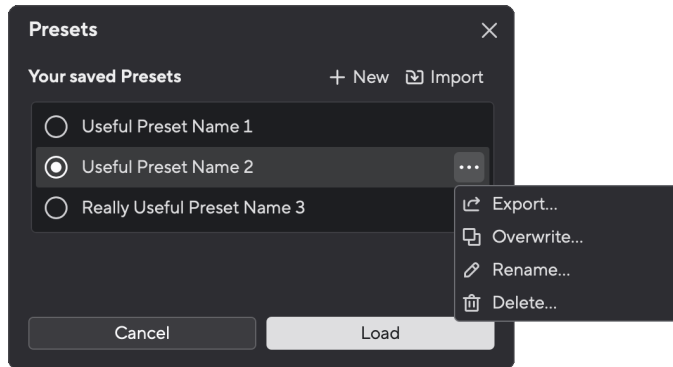 Presets
Your saved Presets
New
Import
Useful Preset Name 1
Useful Preset Name 2
Really Useful Preset Name 3
Export...
Overwrite...
Rename...
Delete...
Cancel
Load